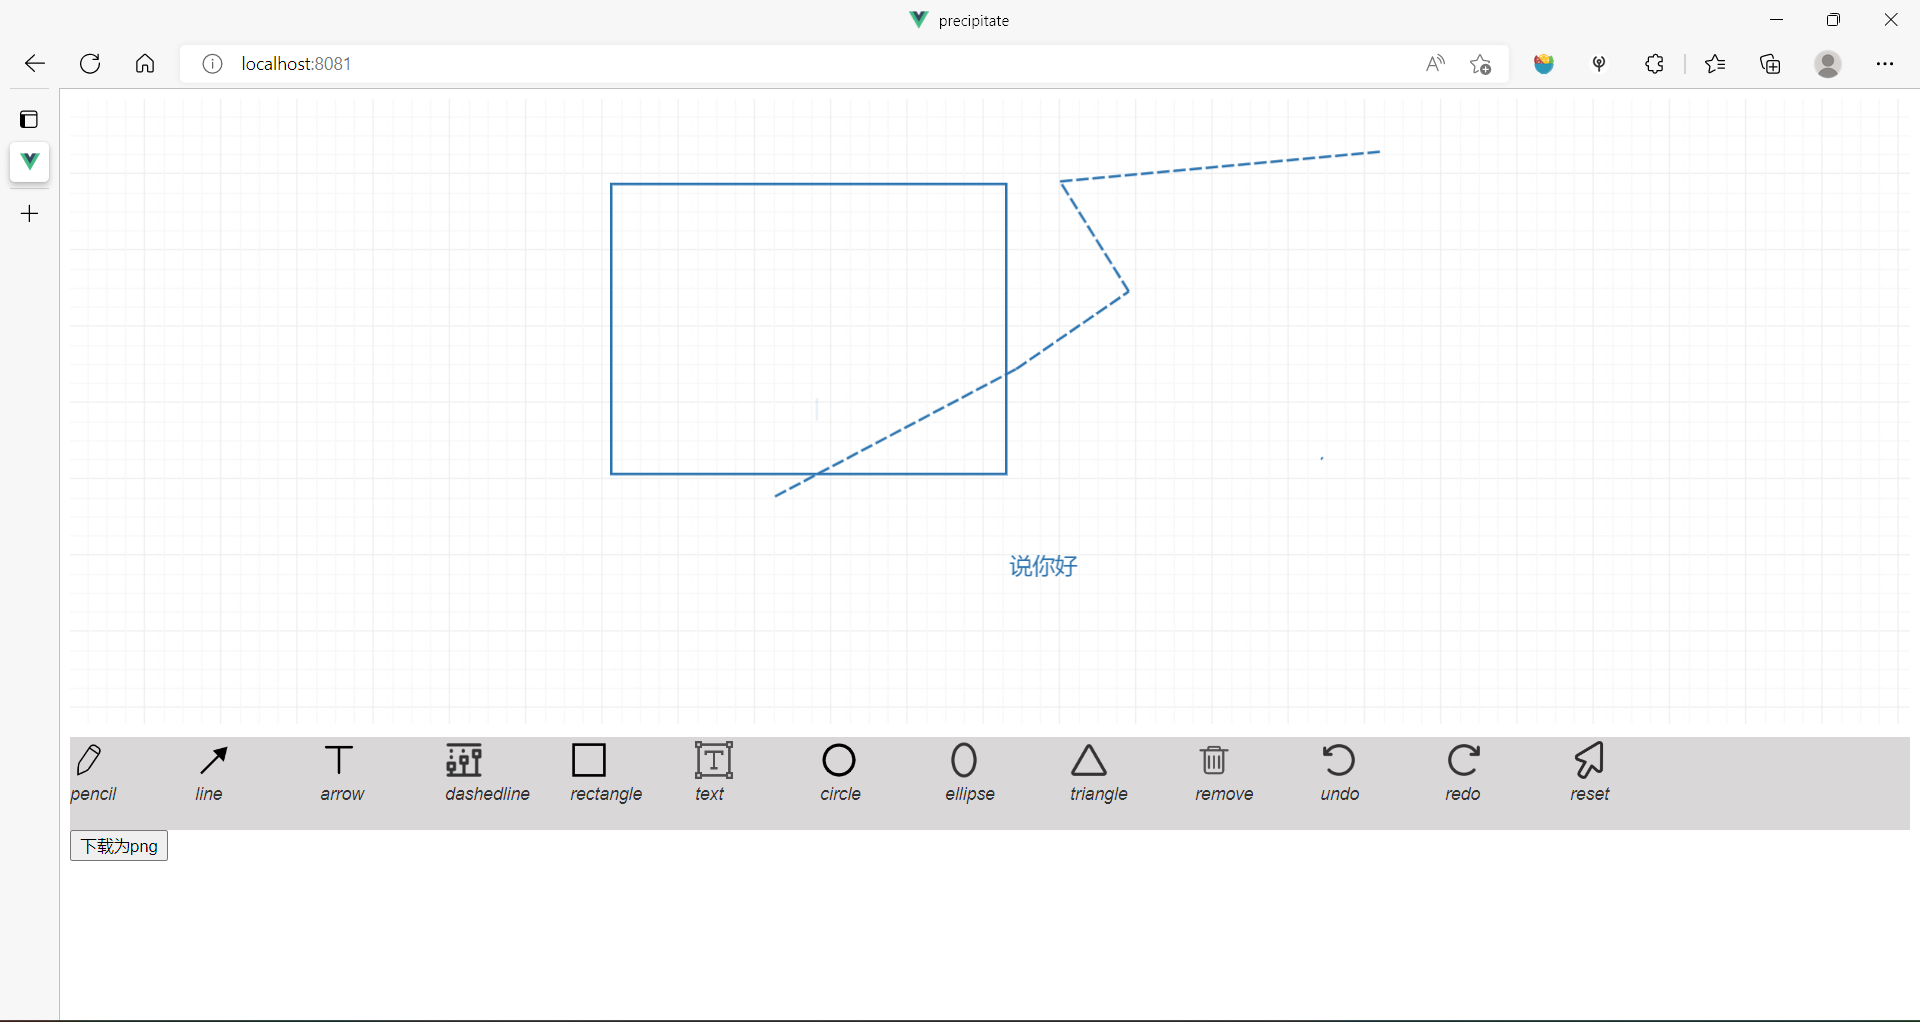 precipitate
localhost:8081
说你好
pencil
line
arrow
dashedline
rectangle
text
circle
ellipse
triangle
remove
undo
redo
reset
下载为png